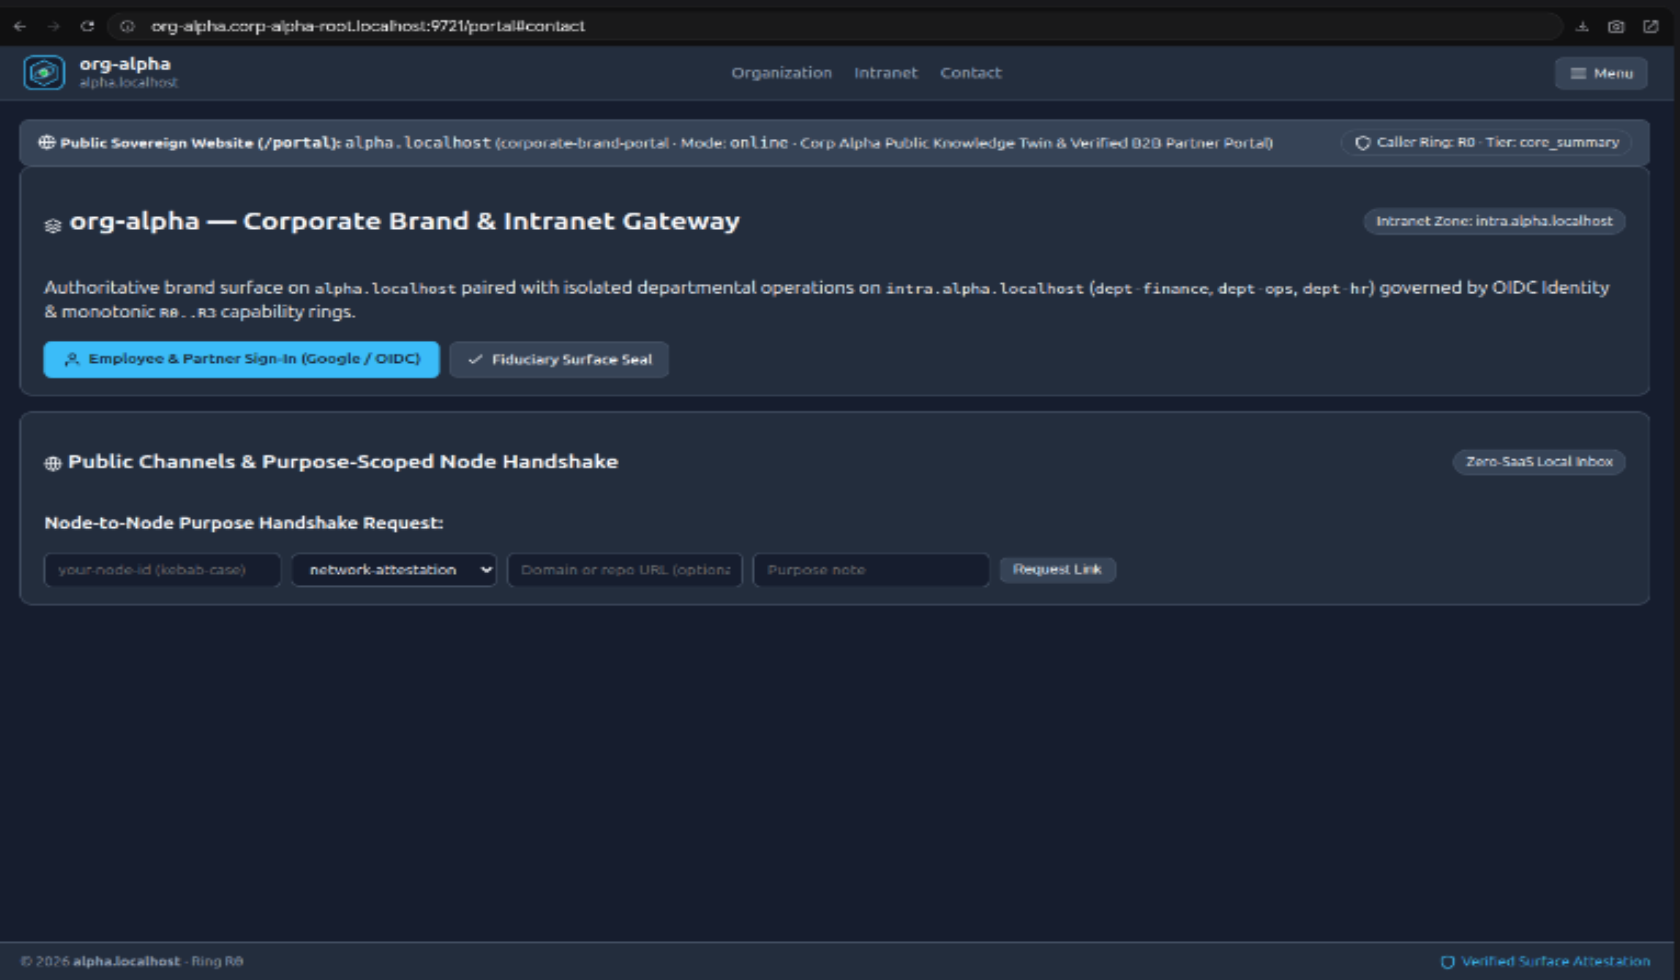 org-alpha.corp-alpha-root.localhost:9721/portal#contact
org-alpha
alpha.localhost
Organization Intranet Contact
Menu
Public Sovereign Website (/portal): alpha.localhost (corporate-brand-portal · Mode: online · Corp Alpha Public Knowledge Twin & Verified B2B Partner Portal)
Caller Ring: R0 · Tier: core_summary
org-alpha — Corporate Brand & Intranet Gateway
Intranet Zone: intra.alpha.localhost
Authoritative brand surface on alpha.localhost paired with isolated departmental operations on intra.alpha.localhost (dept-finance, dept-ops, dept-hr) governed by OIDC Identity
& monotonic R0..R3 capability rings.
Employee & Partner Sign-In (Google / OIDC)
Fiduciary Surface Seal
Public Channels & Purpose-Scoped Node Handshake
Zero-SaaS Local Inbox
Node-to-Node Purpose Handshake Request:
your-node-id (kebab-case)
network-attestation
Domain or repo URL (optiona
Purpose note
Request Link
© 2026 alpha.localhost · Ring R0
Verified Surface Attestation